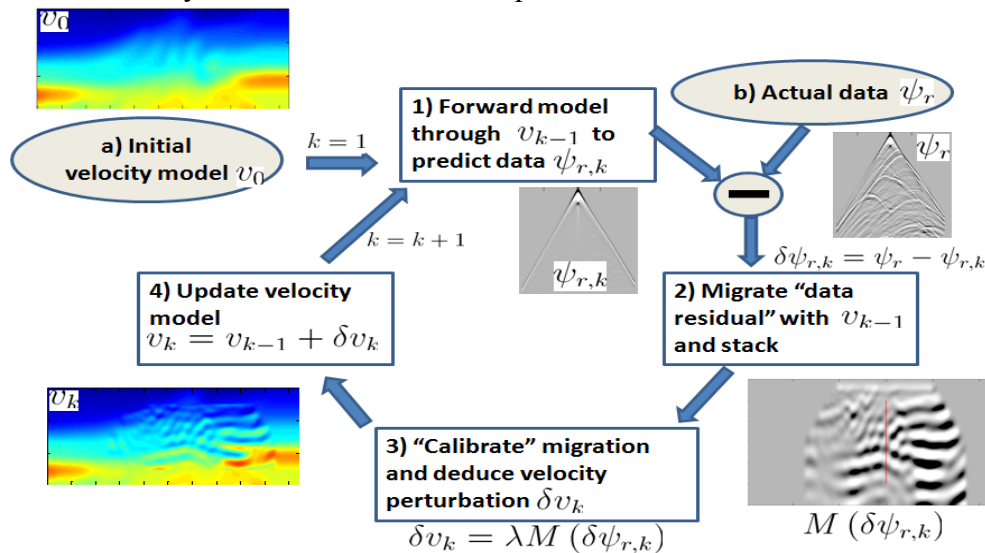 v₀
a) Initial
velocity model v₀
k = 1
1) Forward model
through v_{k−1} to
predict data ψ_{r,k}
b) Actual data ψ_r
ψ_r
ψ_{r,k}
δψ_{r,k} = ψ_r − ψ_{r,k}
k = k + 1
2) Migrate “data
residual” with v_{k−1}
and stack
4) Update velocity
model
v_k = v_{k−1} + δv_k
v_k
3) “Calibrate” migration
and deduce velocity
perturbation δv_k
δv_k = λM (δψ_{r,k})
M (δψ_{r,k})